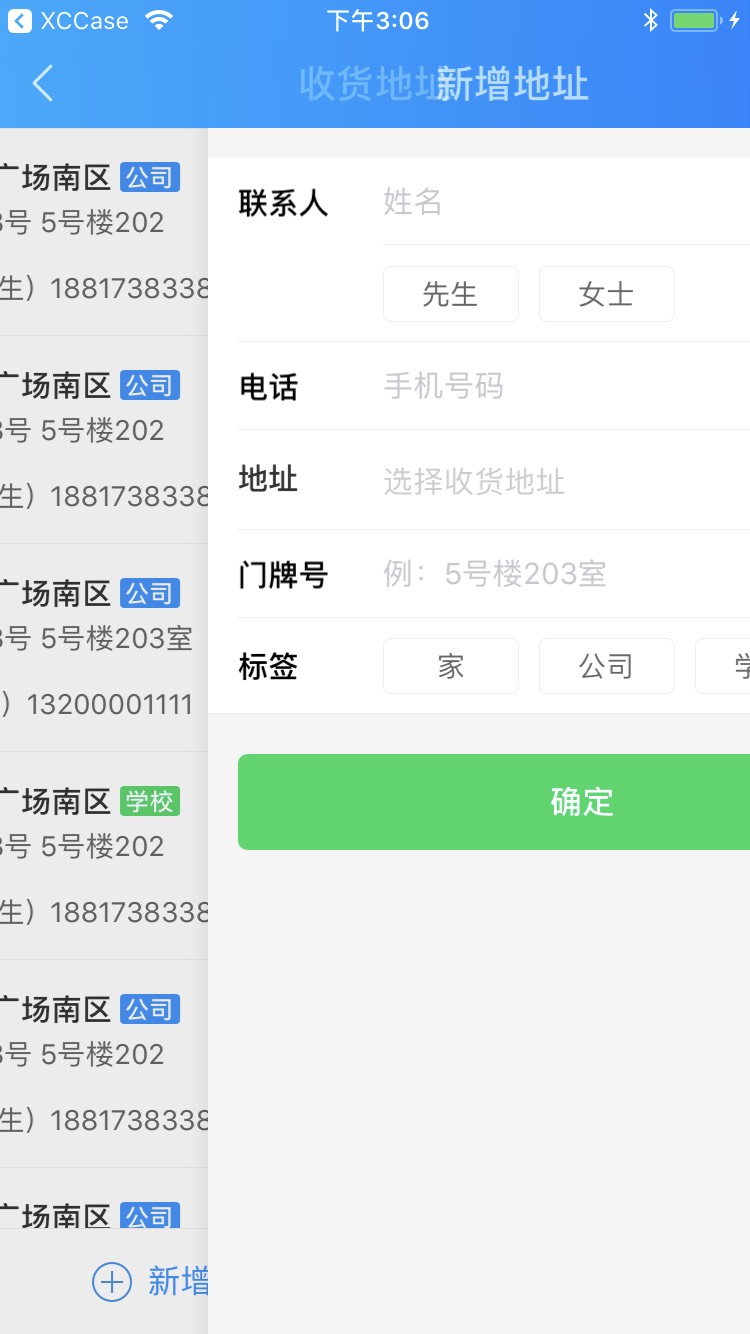 XCCase 下午3:06
收货地址 新增地址
广场南区 公司
3号 5号楼202
生）1881738338
广场南区 公司
3号 5号楼202
生）1881738338
广场南区 公司
3号 5号楼203室
）13200001111
广场南区 学校
3号 5号楼202
生）1881738338
广场南区 公司
3号 5号楼202
生）1881738338
广场南区 公司
新增
联系人 姓名
先生 女士
电话 手机号码
地址 选择收货地址
门牌号 例：5号楼203室
标签 家 公司 学
确定